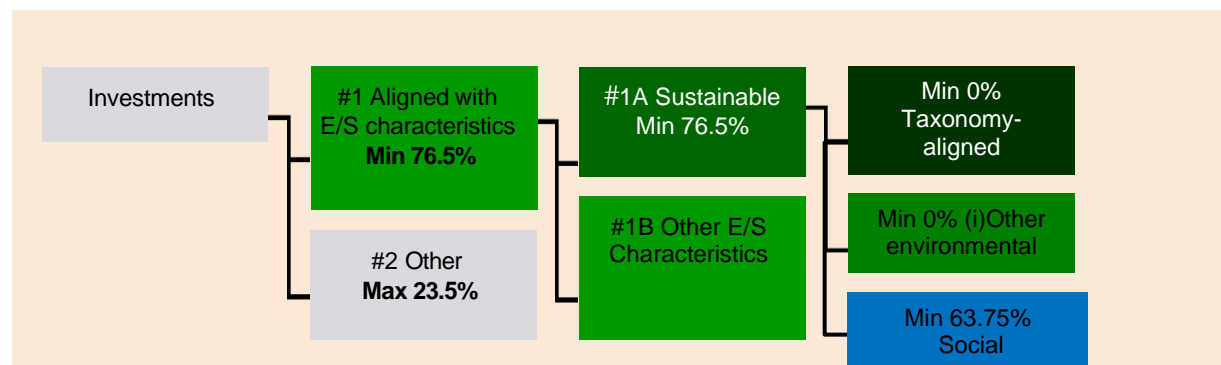 Investments
#1 Aligned with
E/S characteristics
Min 76.5%
#2 Other
Max 23.5%
#1A Sustainable
Min 76.5%
#1B Other E/S
Characteristics
Min 0%
Taxonomy-
aligned
Min 0% (i)Other
environmental
Min 63.75%
Social